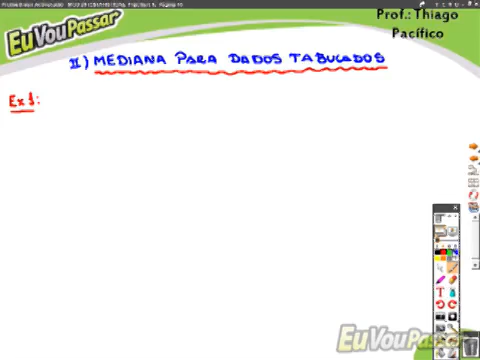 EuVouPassar
Prof.: Thiago
Pacífico
II) MEDIANA PARA DADOS TABULADOS
Ex 1:
EuVouPassar